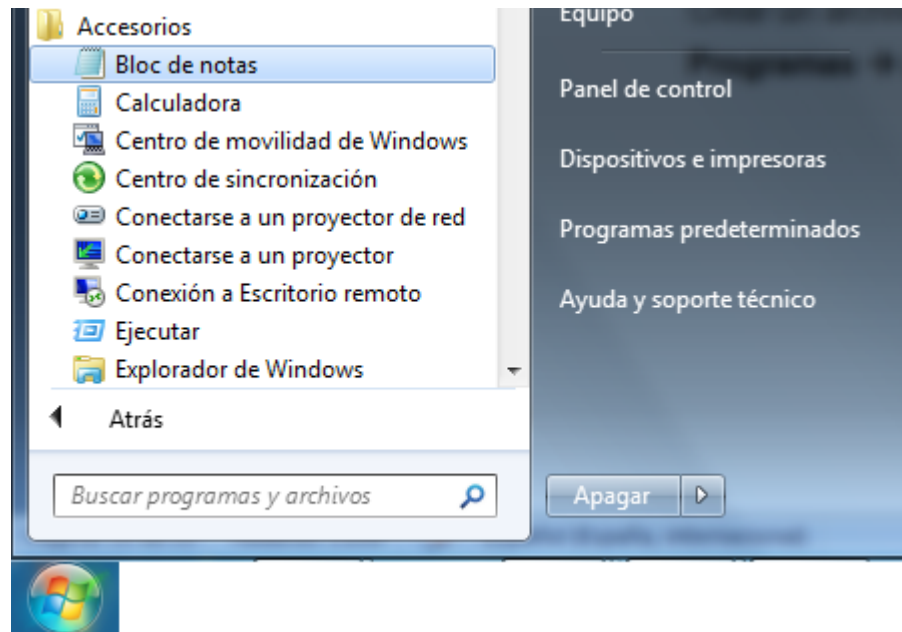 Accesorios
Bloc de notas
Calculadora
Centro de movilidad de Windows
Centro de sincronización
Conectarse a un proyector de red
Conectarse a un proyector
Conexión a Escritorio remoto
Ejecutar
Explorador de Windows
Atrás
Buscar programas y archivos
Equipo
Programas
Panel de control
Dispositivos e impresoras
Programas predeterminados
Ayuda y soporte técnico
Apagar